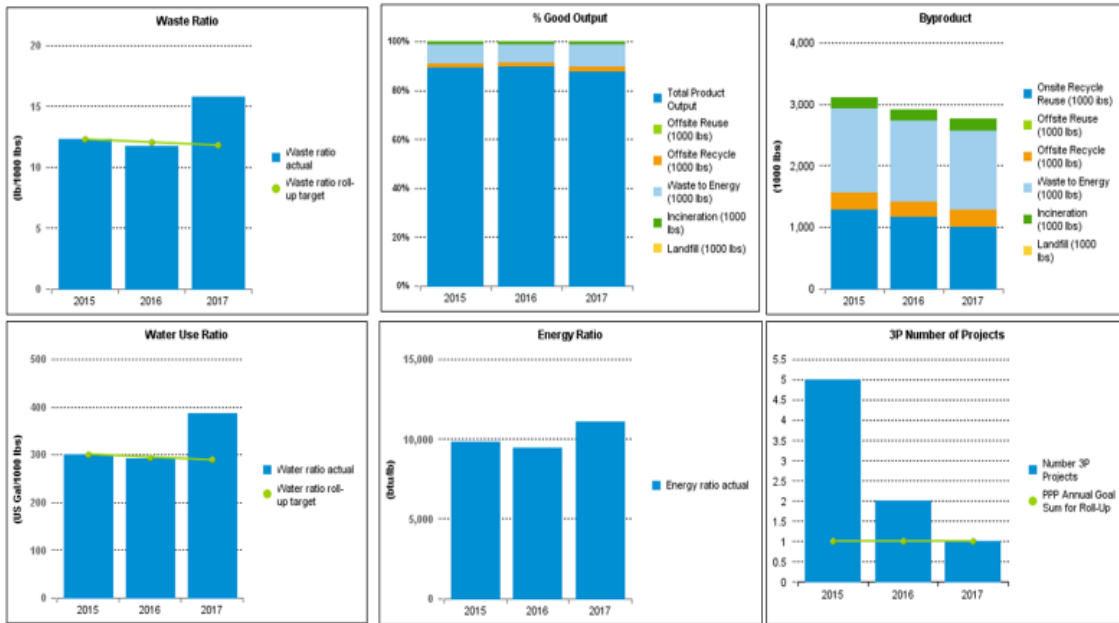 Waste Ratio
20
15
10
5
0
(lb/1000 lbs)
2015 2016 2017
Waste ratio
actual
Waste ratio roll-
up target
% Good Output
100%
80%
60%
40%
20%
0%
2015 2016 2017
Total Product
Output
Offsite Reuse
(1000 lbs)
Offsite Recycle
(1000 lbs)
Waste to Energy
(1000 lbs)
Incineration (1000
lbs)
Landfill (1000 lbs)
Byproduct
4,000
3,000
2,000
1,000
0
(1000 lbs)
2015 2016 2017
Onsite Recycle
Reuse (1000 lbs)
Offsite Reuse
(1000 lbs)
Offsite Recycle
(1000 lbs)
Waste to Energy
(1000 lbs)
Incineration
(1000 lbs)
Landfill (1000
lbs)
Water Use Ratio
500
400
300
200
100
0
(US Gal/1000 lbs)
2015 2016 2017
Water ratio actual
Water ratio roll-
up target
Energy Ratio
15,000
10,000
5,000
0
(btu/lb)
2015 2016 2017
Energy ratio actual
3P Number of Projects
5.5
5
4.5
4
3.5
3
2.5
2
1.5
1
0.5
0
2015 2016 2017
Number 3P
Projects
PPP Annual Goal
Sum for Roll-Up